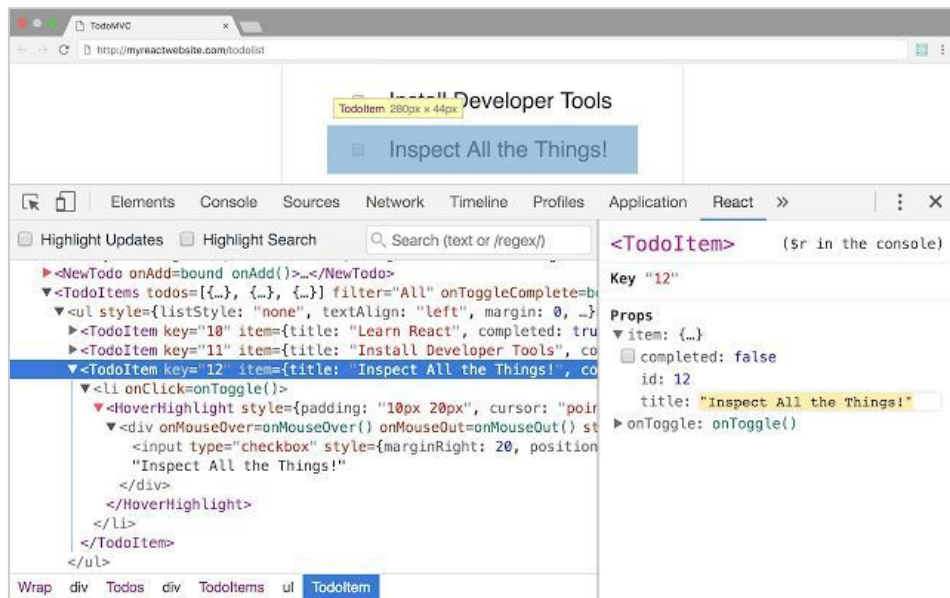 TodoMVC
http://myreactwebsite.com/todolist
Install Developer Tools
TodoItem 280px x 44px
Inspect All the Things!
Elements Console Sources Network Timeline Profiles Application React »
Highlight Updates Highlight Search Search (text or /regex/)
<NewTodo onAdd=bound onAdd()>…</NewTodo>
<TodoItems todos=[{…}, {…}, {…}] filter="All" onToggleComplete=b
<ul style={listStyle: "none", textAlign: "left", margin: 0, …}
<TodoItem key="10" item={title: "Learn React", completed: tru
<TodoItem key="11" item={title: "Install Developer Tools", co
<TodoItem key="12" item={title: "Inspect All the Things!", co
<li onClick=onToggle()>
<HoverHighlight style={padding: "10px 20px", cursor: "poin
<div onMouseOver=onMouseOver() onMouseOut=onMouseOut() st
<input type="checkbox" style={marginRight: 20, position
"Inspect All the Things!"
</div>
</HoverHighlight>
</li>
</TodoItem>
</ul>
Wrap div Todos div TodoItems ul TodoItem
<TodoItem> ($r in the console)
Key "12"
Props
item: {…}
completed: false
id: 12
title: "Inspect All the Things!"
onToggle: onToggle()